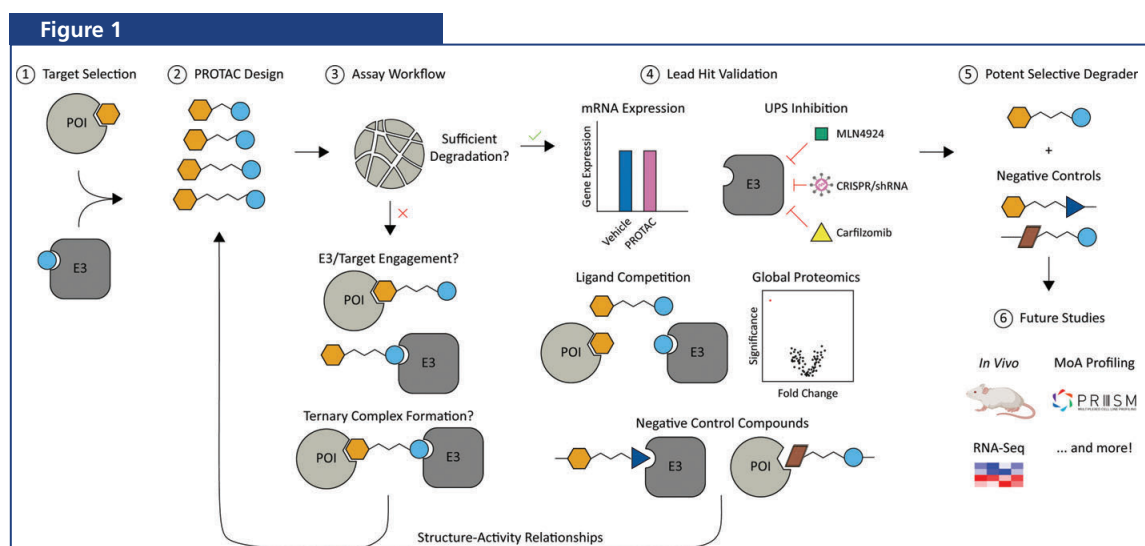 Figure 1
① Target Selection
POI
E3
② PROTAC Design
③ Assay Workflow
Sufficient
Degradation?
E3/Target Engagement?
POI
E3
Ternary Complex Formation?
POI
E3
④ Lead Hit Validation
mRNA Expression
Gene Expression
Vehicle
PROTAC
UPS Inhibition
E3
MLN4924
CRISPR/shRNA
Carfilzomib
Ligand Competition
POI
E3
Global Proteomics
Significance
Fold Change
Negative Control Compounds
E3
POI
Structure-Activity Relationships
⑤ Potent Selective Degrader
+
Negative Controls
⑥ Future Studies
In Vivo
MoA Profiling
PRISM
RNA-Seq
... and more!